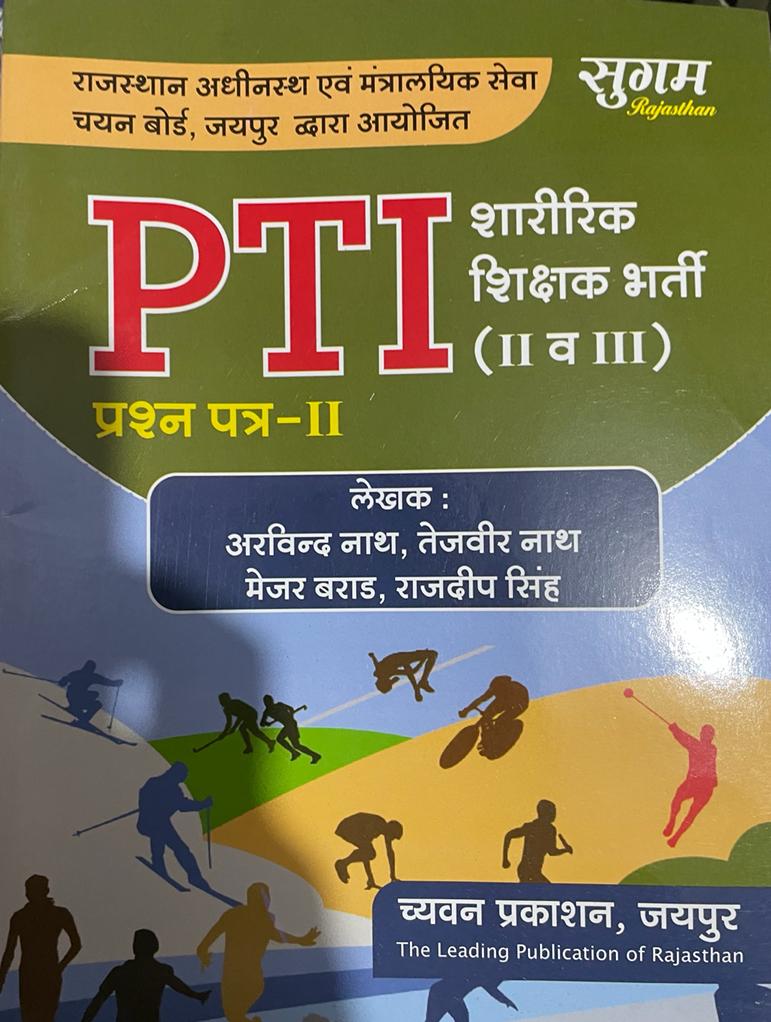 राजस्थान अधीनस्थ एवं मंत्रालयिक सेवा
चयन बोर्ड, जयपुर द्वारा आयोजित
सुगम
Rajasthan
PTI
शारीरिक
शिक्षक भर्ती
(II व III)
प्रश्न पत्र-II
लेखक :
अरविन्द नाथ, तेजवीर नाथ
मेजर बराड, राजदीप सिंह
च्यवन प्रकाशन, जयपुर
The Leading Publication of Rajasthan